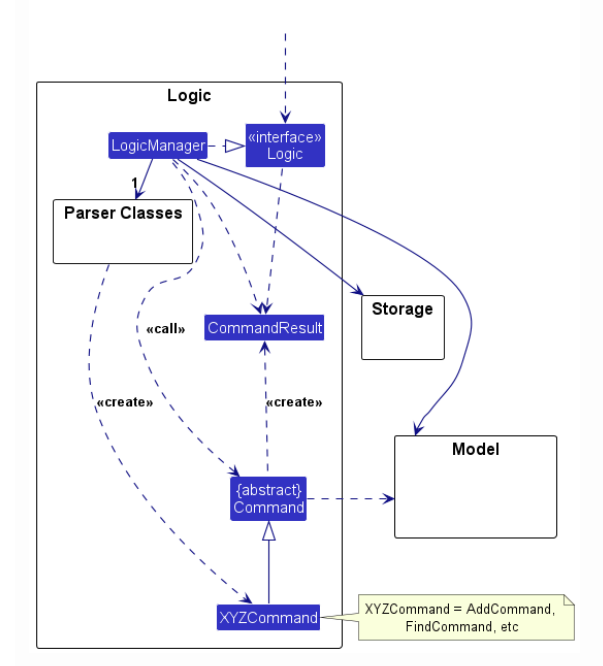 Logic
LogicManager
«interface»
Logic
1
Parser Classes
Storage
«call»
CommandResult
«create»
«create»
Model
{abstract}
Command
XYZCommand
XYZCommand = AddCommand,
FindCommand, etc